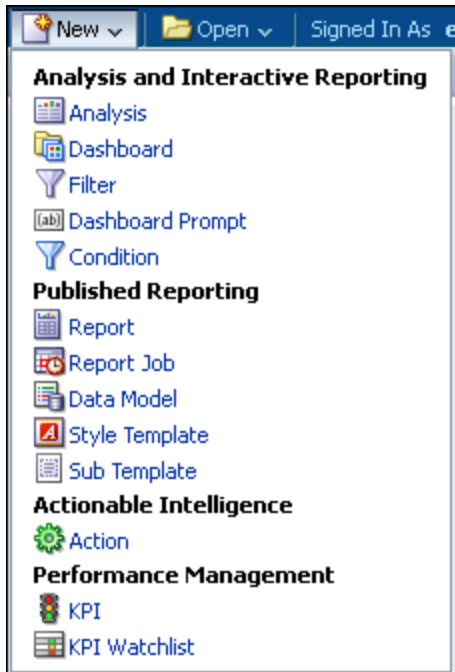 New Open Signed In As e
Analysis and Interactive Reporting
Analysis
Dashboard
Filter
(ab) Dashboard Prompt
Condition
Published Reporting
Report
Report Job
Data Model
A Style Template
Sub Template
Actionable Intelligence
Action
Performance Management
KPI
KPI Watchlist